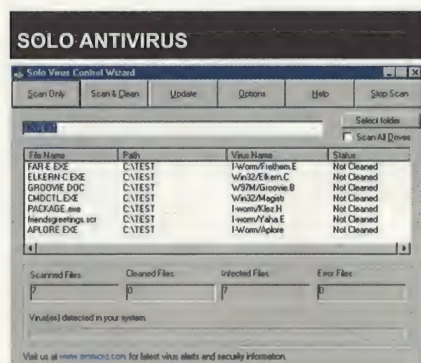 SOLO ANTIVIRUS
Solo Virus Control Wizard
Scan Only Scan & Clean Update Options Help Stop Scan
Select folder
Scan All Drives
File Name Path Virus Name Status
FAR-E.EXE C:\TEST I-Worm/Frethem.E Not Cleaned
ELKERN-C.EXE C:\TEST Win32/Elkern.C Not Cleaned
GROOVIE.DOC C:\TEST W97M/Groovie.B Not Cleaned
CMDCTL.EXE C:\TEST Win32/Magistr Not Cleaned
PACKAGE.exe C:\TEST I-worm/Klez.H Not Cleaned
friendsgreetings.scr C:\TEST I-worm/Yaha.E Not Cleaned
APLORE.EXE C:\TEST I-Worm/Aplore Not Cleaned
Scanned Files Cleaned Files Infected Files Error Files
7 0 7 0
Virus(es) detected in your system.
Visit us at www.srnmicro.com for latest virus alerts and security information.